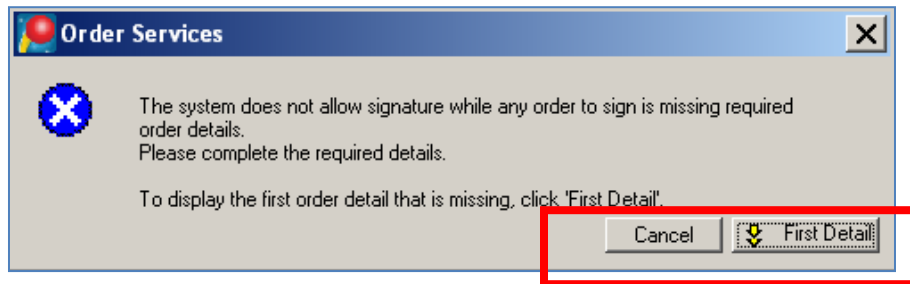 Order Services
The system does not allow signature while any order to sign is missing required
order details.
Please complete the required details.
To display the first order detail that is missing, click 'First Detail'.
Cancel
First Detail